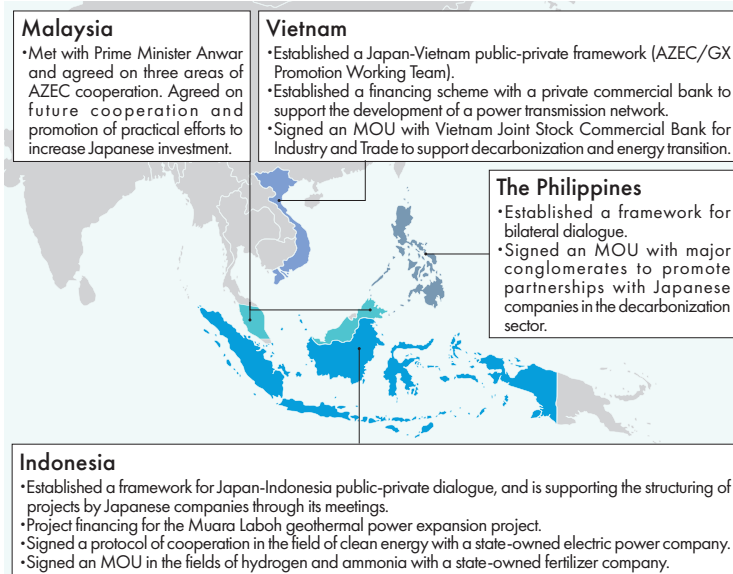 Malaysia
・Met with Prime Minister Anwar
and agreed on three areas of
AZEC cooperation. Agreed on
future cooperation and
promotion of practical efforts to
increase Japanese investment.
Vietnam
・Established a Japan-Vietnam public-private framework (AZEC/GX
Promotion Working Team).
・Established a financing scheme with a private commercial bank to
support the development of a power transmission network.
・Signed an MOU with Vietnam Joint Stock Commercial Bank for
Industry and Trade to support decarbonization and energy transition.
The Philippines
・Established a framework for
bilateral dialogue.
・Signed an MOU with major
conglomerates to promote
partnerships with Japanese
companies in the decarbonization
sector.
Indonesia
・Established a framework for Japan-Indonesia public-private dialogue, and is supporting the structuring of
projects by Japanese companies through its meetings.
・Project financing for the Muara Laboh geothermal power expansion project.
・Signed a protocol of cooperation in the field of clean energy with a state-owned electric power company.
・Signed an MOU in the fields of hydrogen and ammonia with a state-owned fertilizer company.